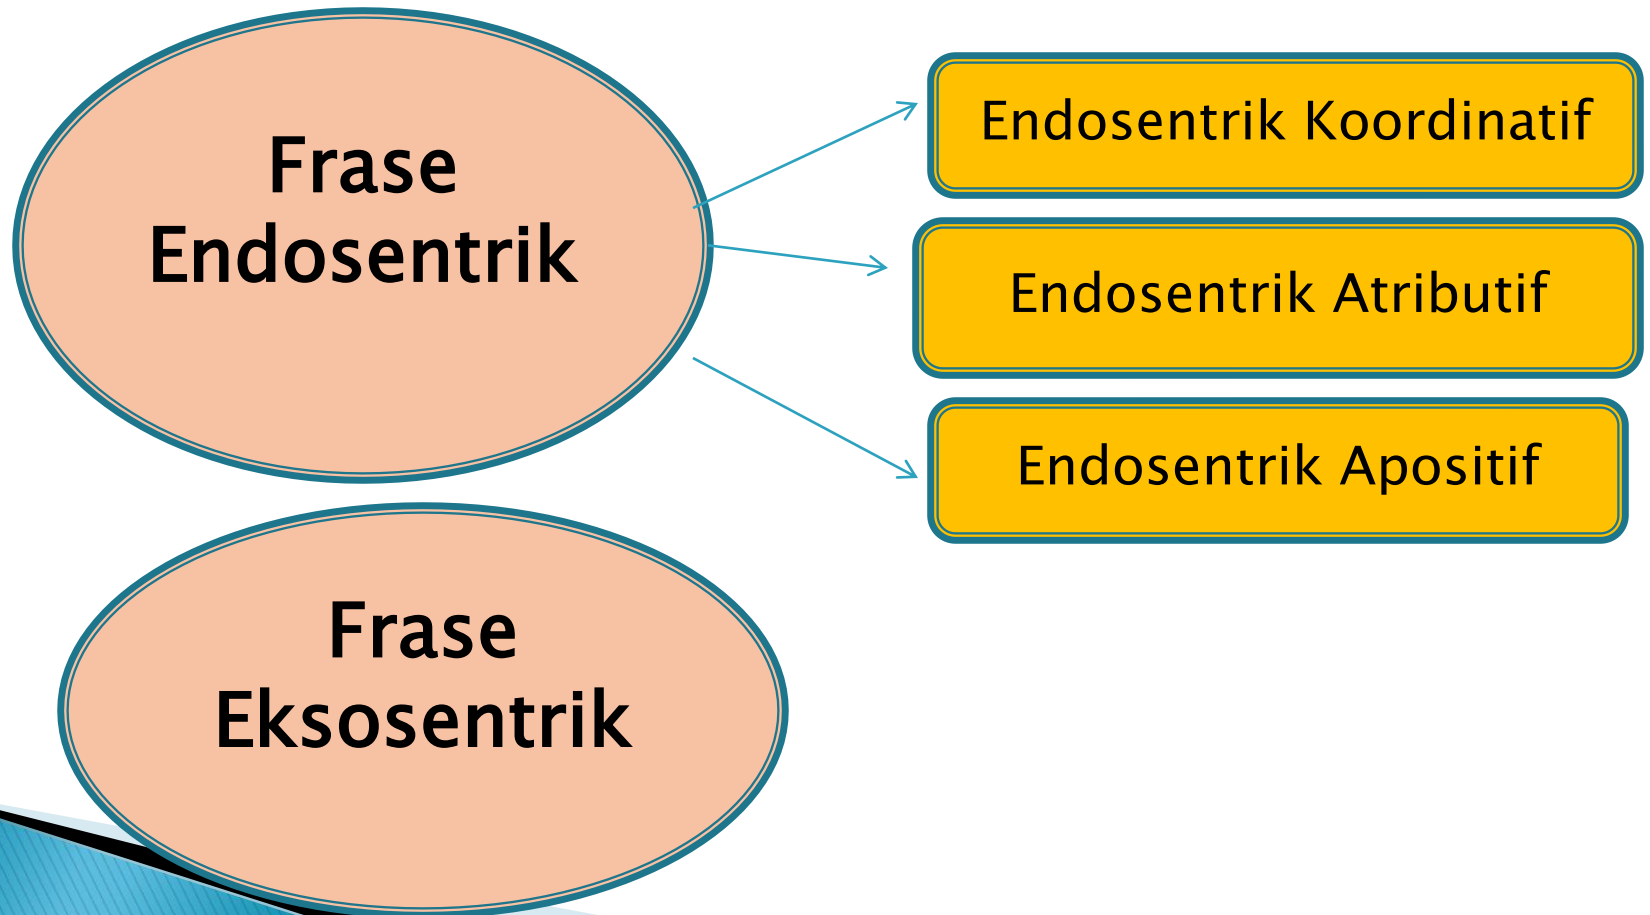 Frase
Endosentrik
Endosentrik Koordinatif
Endosentrik Atributif
Endosentrik Apositif
Frase
Eksosentrik